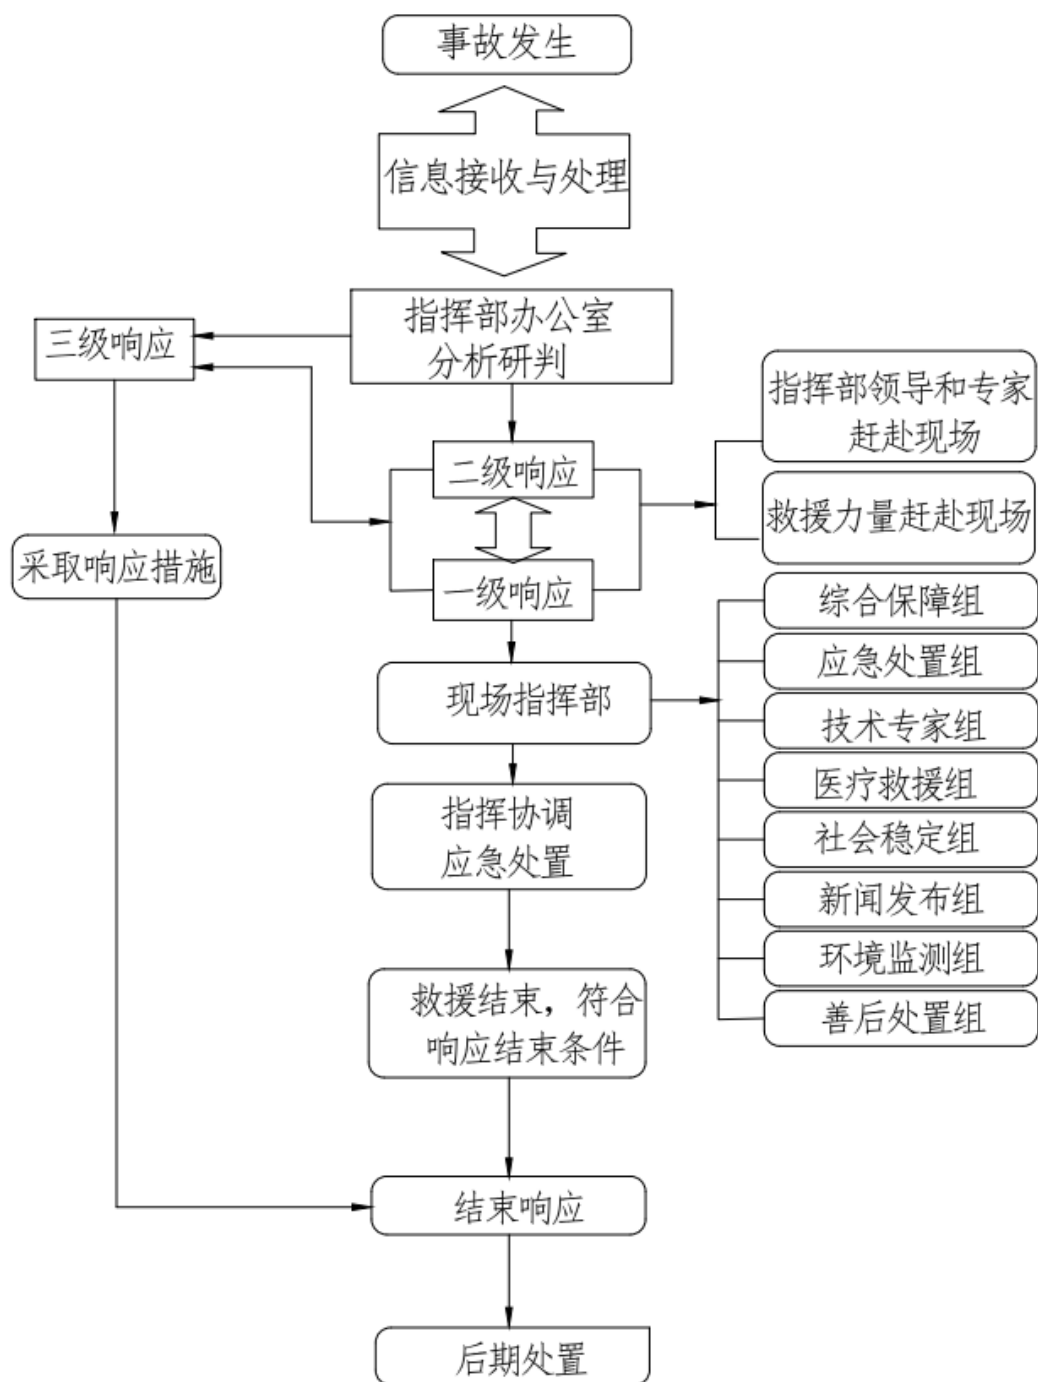 事故发生
信息接收与处理
指挥部办公室
分析研判
三级响应
二级响应
一级响应
指挥部领导和专家
赶赴现场
救援力量赶赴现场
采取响应措施
现场指挥部
综合保障组
应急处置组
技术专家组
医疗救援组
社会稳定组
新闻发布组
环境监测组
善后处置组
指挥协调
应急处置
救援结束，符合
响应结束条件
结束响应
后期处置